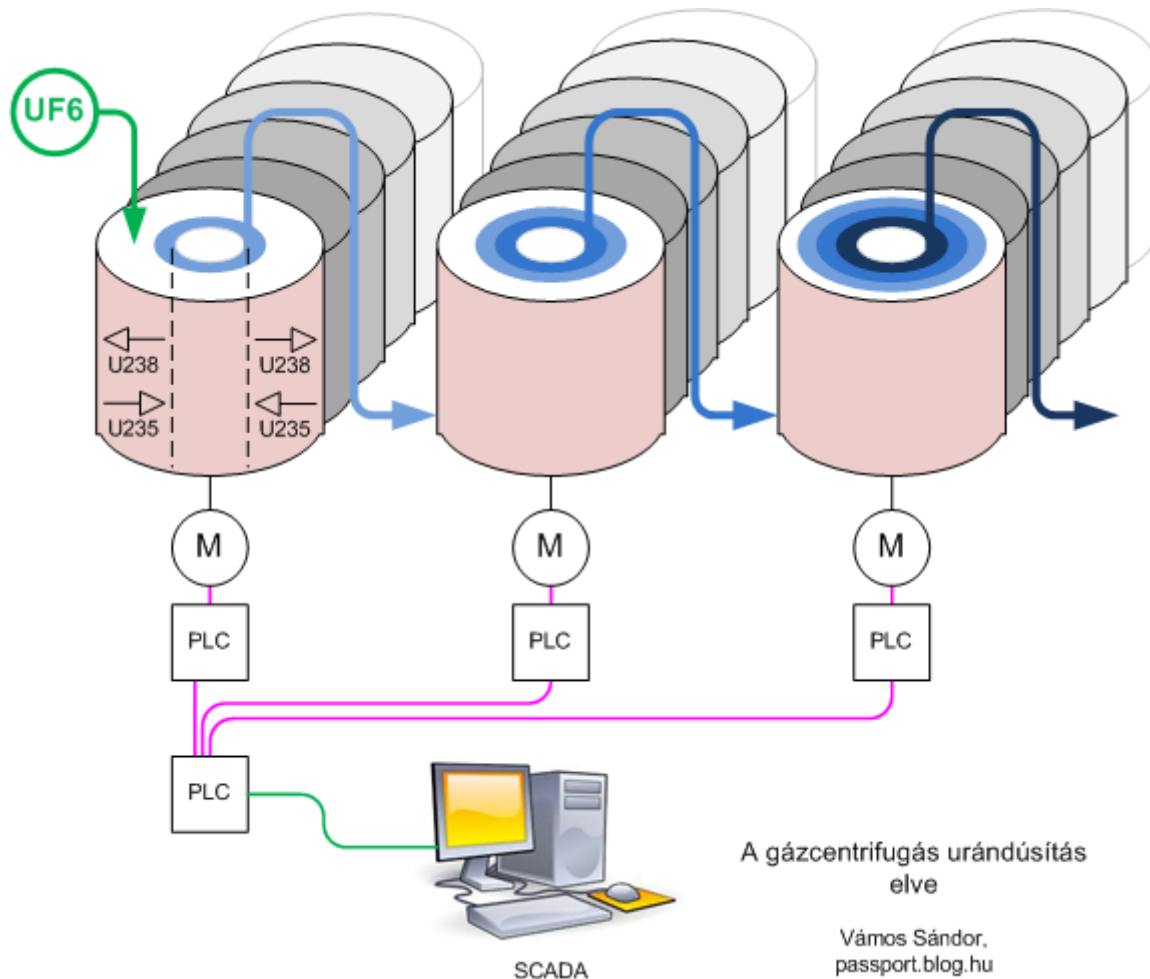 UF6
U238
U238
U235
U235
M
M
M
PLC
PLC
PLC
PLC
SCADA
A gázcentrifugás urándúsítás
elve
Vámos Sándor,
passport.blog.hu